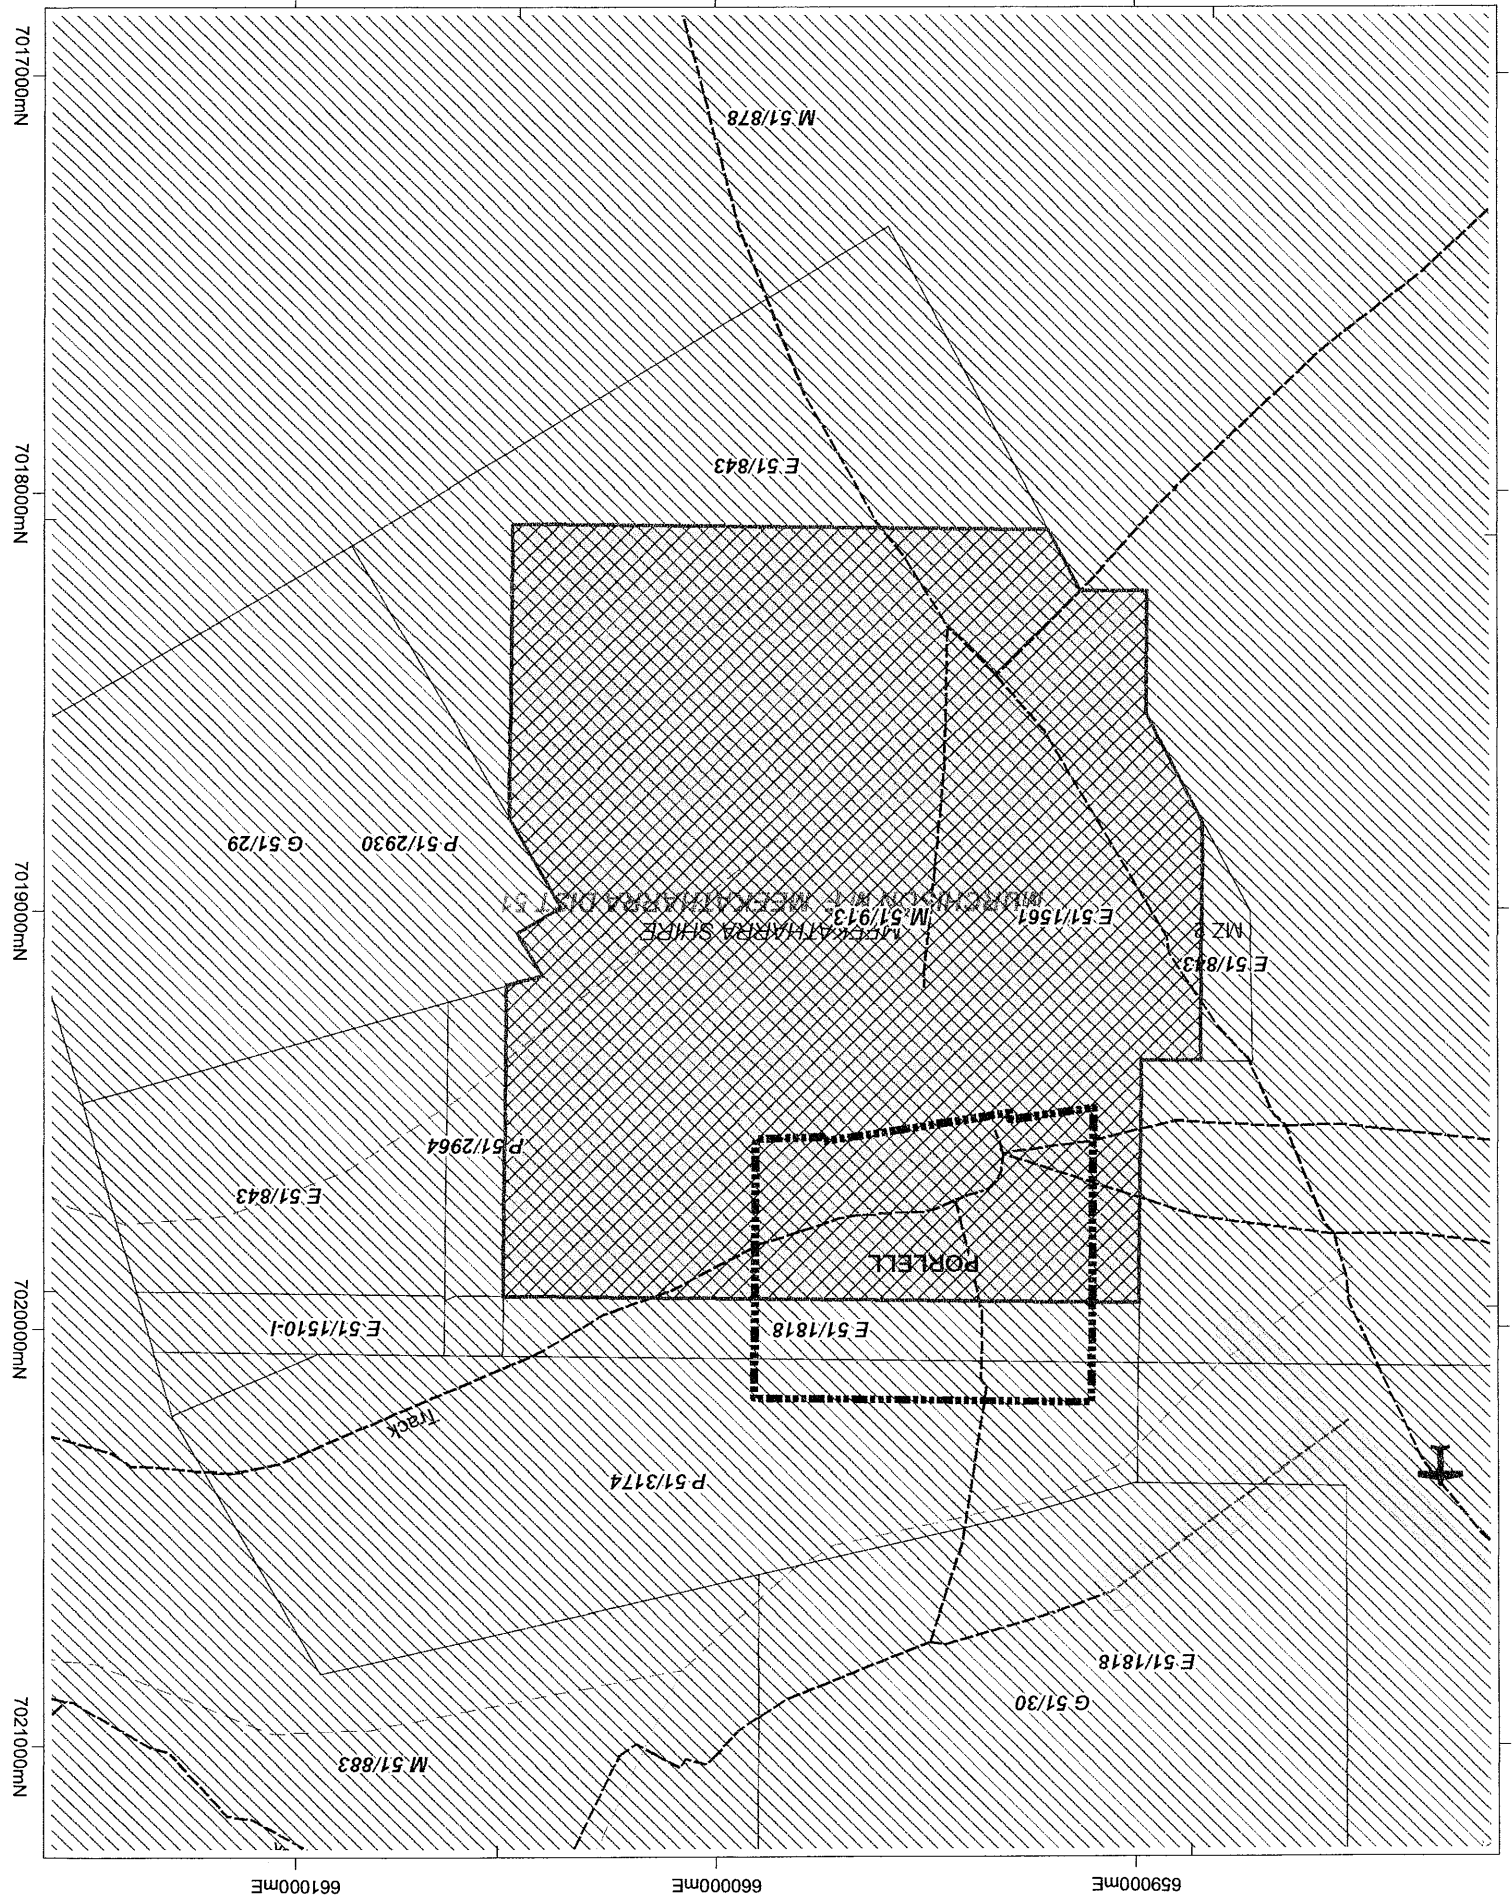 659000mE
660000mE
661000mE
7021000mN
7020000mN
7019000mN
7018000mN
7017000mN
M 51/883
G 51/30
E 51/1818
P 51/3174
Track
E 51/1818
E 51/1510-I
PORLELL
E 51/843
P 51/2964
E 51/843
MZ 2
MEEKATHARRA SHIRE
E 51/1561
M 51/913
MURCHISON M.F. MEEKATHARRA DIST 51
P 51/2930
G 51/29
E 51/843
M 51/878